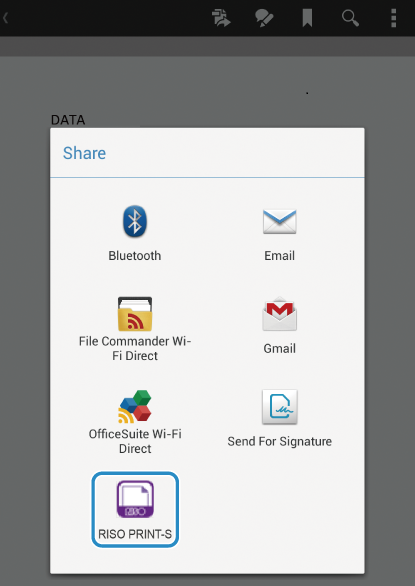 DATA
Share
Bluetooth
Email
File Commander Wi-
Fi Direct
Gmail
OfficeSuite Wi-Fi
Direct
Send For Signature
RISO
RISO PRINT-S